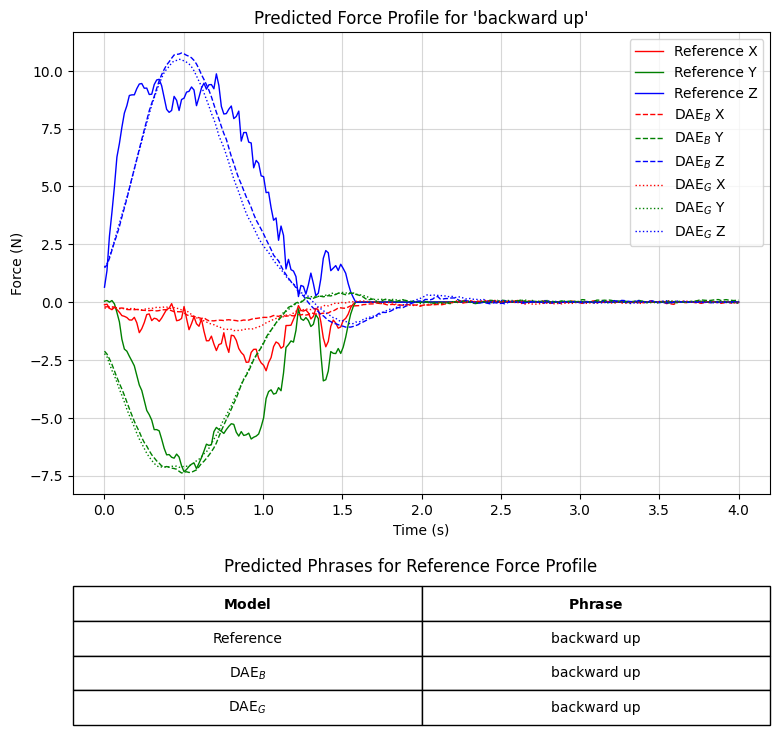 Predicted Force Profile for 'backward up'
Reference X
Reference Y
Reference Z
DAE_B X
DAE_B Y
DAE_B Z
DAE_G X
DAE_G Y
DAE_G Z
Force (N)
10.0
7.5
5.0
2.5
0.0
−2.5
−5.0
−7.5
0.0 0.5 1.0 1.5 2.0 2.5 3.0 3.5 4.0
Time (s)
Predicted Phrases for Reference Force Profile
Model Phrase
Reference backward up
DAE_B backward up
DAE_G backward up